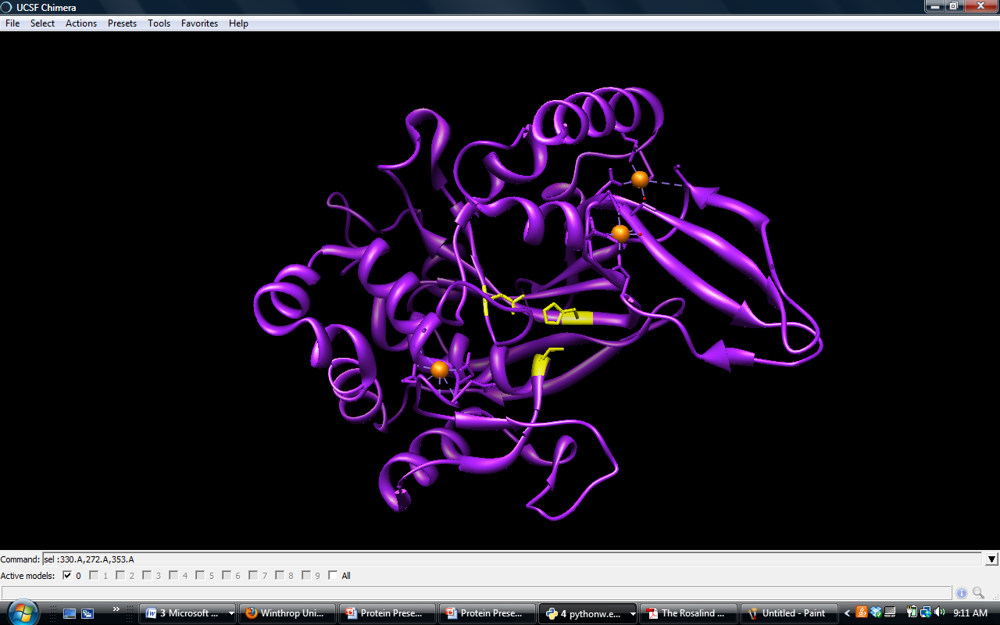 UCSF Chimera
File Select Actions Presets Tools Favorites Help
Command: sel :330.A,272.A,353.A
Active models: 0 1 2 3 4 5 6 7 8 9 All
3 Microsoft ... Winthrop Uni... Protein Prese... Protein Prese... 4 pythonw.e... The Rosalind ... Untitled - Paint 9:11 AM